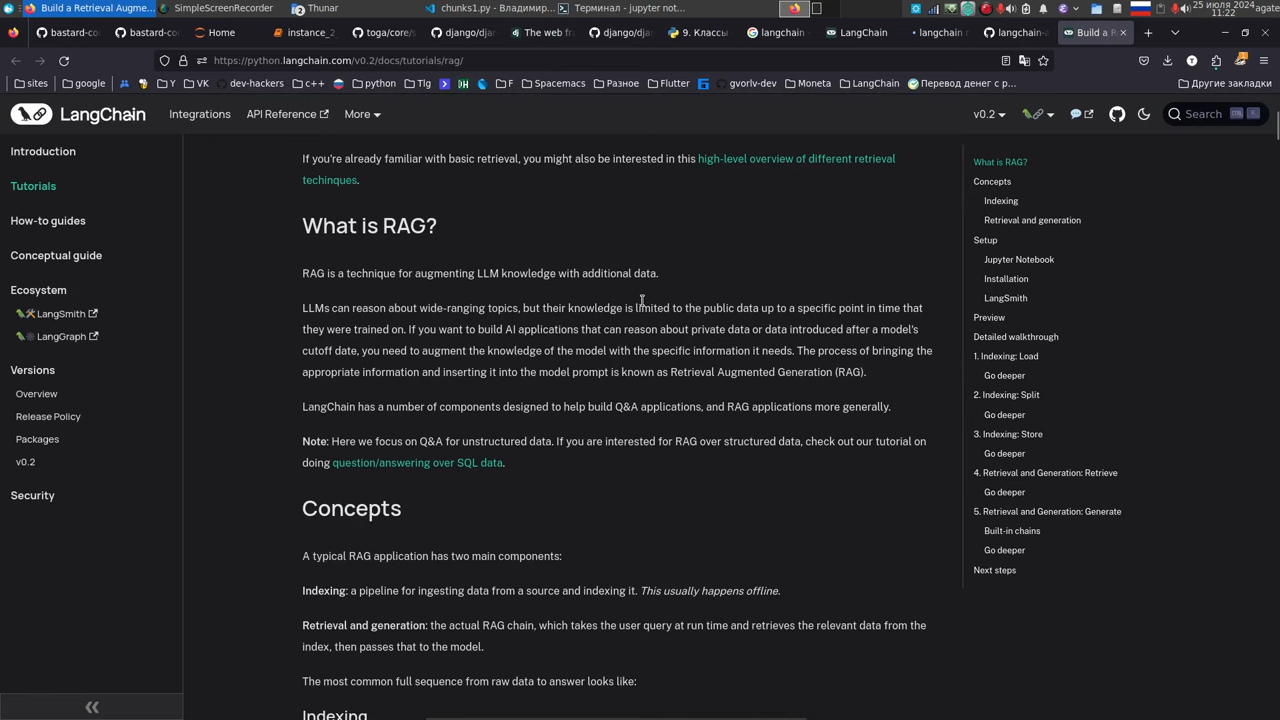 Build a Retrieval Augme...
SimpleScreenRecorder
2 Thunar
chunks1.py - Владимир...
Терминал - jupyter not...
25 июля 2024
11:22
agate
bastard-co
bastard-co
Home
instance_2
toga/core/s
django/dja
The web fr
django/dja
9. Классы
langchain -
LangChain
langchain n
langchain-a
Build a R
https://python.langchain.com/v0.2/docs/tutorials/rag/
sites
google
Y
VK
dev-hackers
c++
python
Tlg
F
Spacemacs
Разное
Flutter
gvorlv-dev
Moneta
LangChain
Перевод денег с р...
Другие закладки
LangChain
Integrations
API Reference
More
v0.2
Search
Introduction
Tutorials
How-to guides
Conceptual guide
Ecosystem
LangSmith
LangGraph
Versions
Overview
Release Policy
Packages
v0.2
Security
If you're already familiar with basic retrieval, you might also be interested in this high-level overview of different retrieval
techinques.
What is RAG?
RAG is a technique for augmenting LLM knowledge with additional data.
LLMs can reason about wide-ranging topics, but their knowledge is limited to the public data up to a specific point in time that
they were trained on. If you want to build AI applications that can reason about private data or data introduced after a model's
cutoff date, you need to augment the knowledge of the model with the specific information it needs. The process of bringing the
appropriate information and inserting it into the model prompt is known as Retrieval Augmented Generation (RAG).
LangChain has a number of components designed to help build Q&A applications, and RAG applications more generally.
Note: Here we focus on Q&A for unstructured data. If you are interested for RAG over structured data, check out our tutorial on
doing question/answering over SQL data.
Concepts
A typical RAG application has two main components:
Indexing: a pipeline for ingesting data from a source and indexing it. This usually happens offline.
Retrieval and generation: the actual RAG chain, which takes the user query at run time and retrieves the relevant data from the
index, then passes that to the model.
The most common full sequence from raw data to answer looks like:
Indexing
What is RAG?
Concepts
Indexing
Retrieval and generation
Setup
Jupyter Notebook
Installation
LangSmith
Preview
Detailed walkthrough
1. Indexing: Load
Go deeper
2. Indexing: Split
Go deeper
3. Indexing: Store
Go deeper
4. Retrieval and Generation: Retrieve
Go deeper
5. Retrieval and Generation: Generate
Built-in chains
Go deeper
Next steps